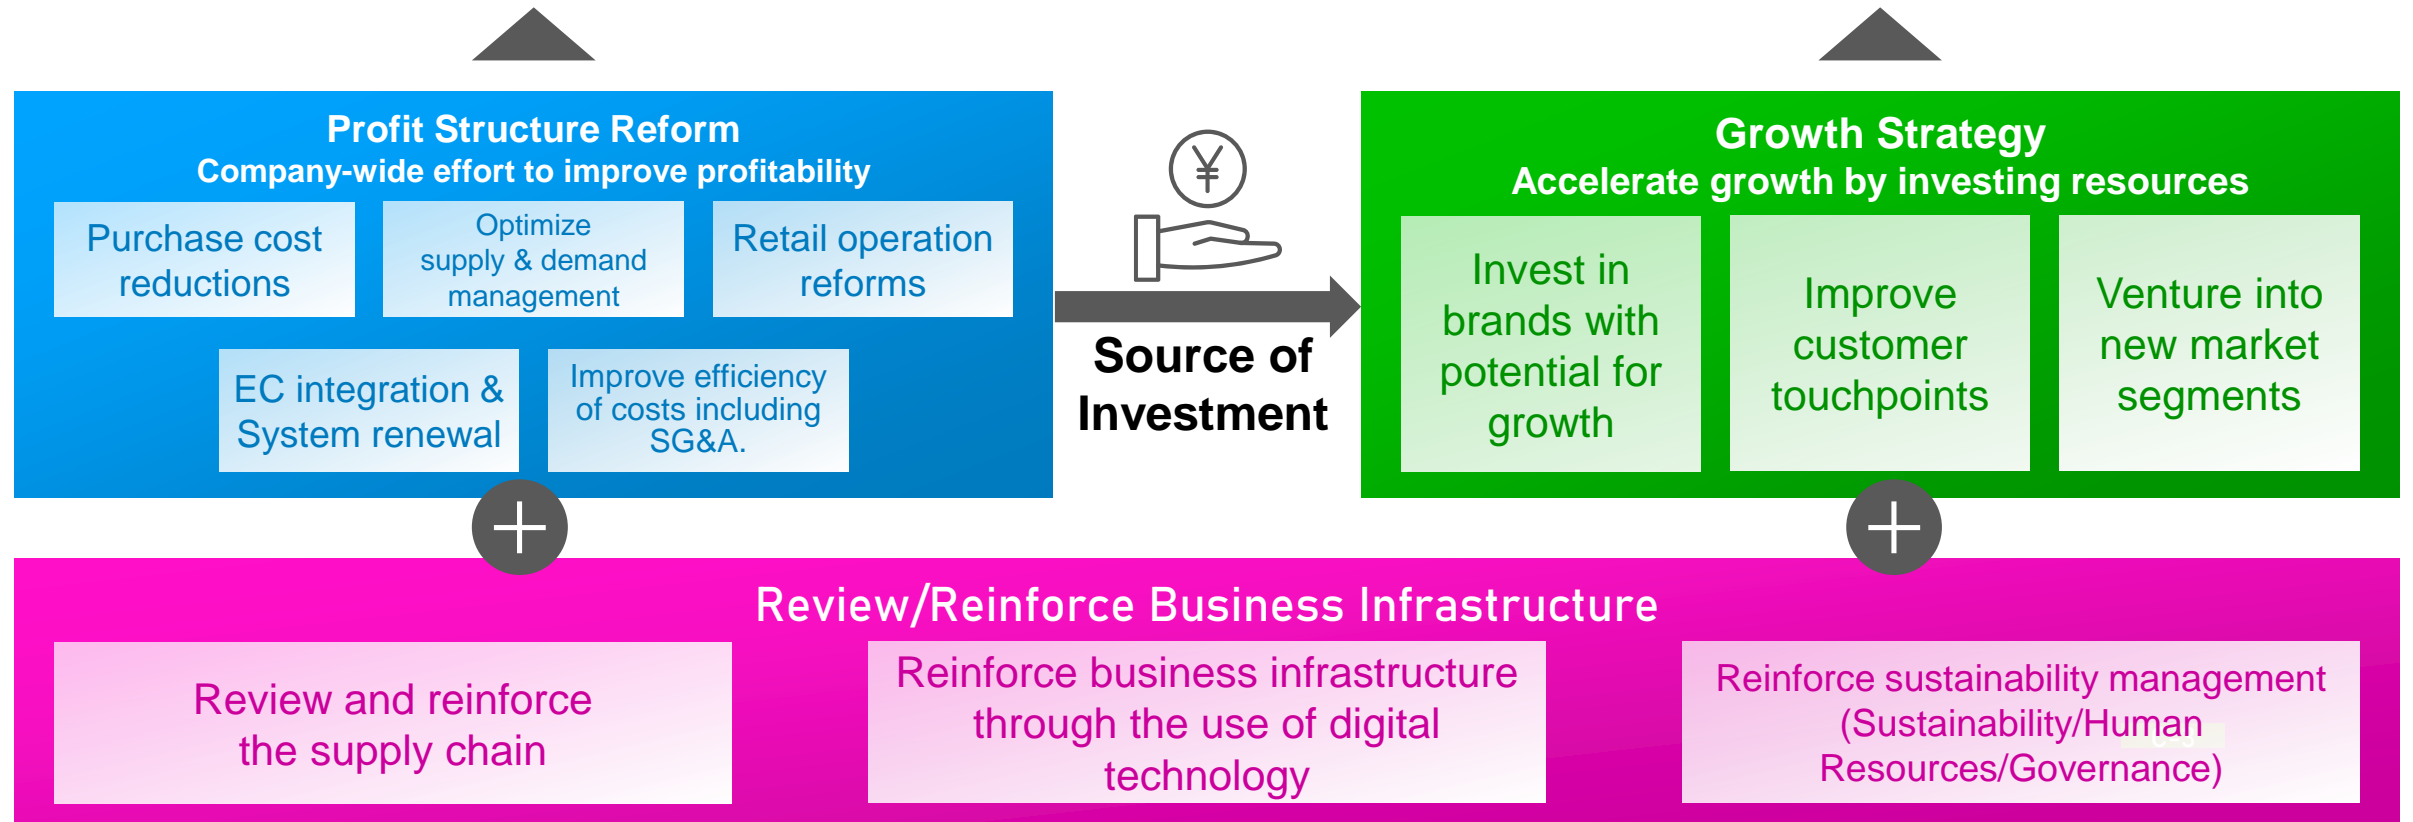 Profit Structure Reform
Company-wide effort to improve profitability
Purchase cost
reductions
Optimize
supply & demand
management
Retail operation
reforms
EC integration &
System renewal
Improve efficiency
of costs including
SG&A.
¥
Source of
Investment
Growth Strategy
Accelerate growth by investing resources
Invest in
brands with
potential for
growth
Improve
customer
touchpoints
Venture into
new market
segments
Review/Reinforce Business Infrastructure
Review and reinforce
the supply chain
Reinforce business infrastructure
through the use of digital
technology
Reinforce sustainability management
(Sustainability/Human
Resources/Governance)